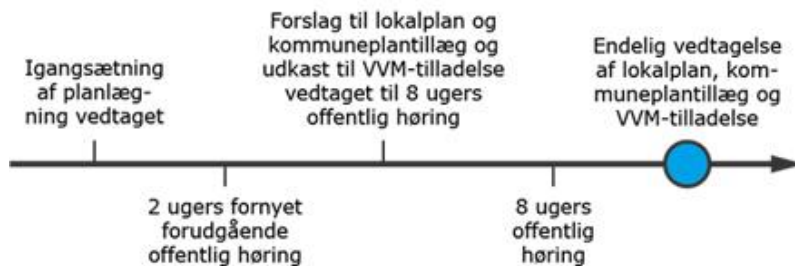 Igangsætning
af planlæg-
ning vedtaget
2 ugers fornyet
forudgående
offentlig høring
Forslag til lokalplan og
kommuneplantillæg og
udkast til VVM-tilladelse
vedtaget til 8 ugers
offentlig høring
8 ugers
offentlig
høring
Endelig vedtagelse
af lokalplan, kom-
muneplantillæg og
VVM-tilladelse